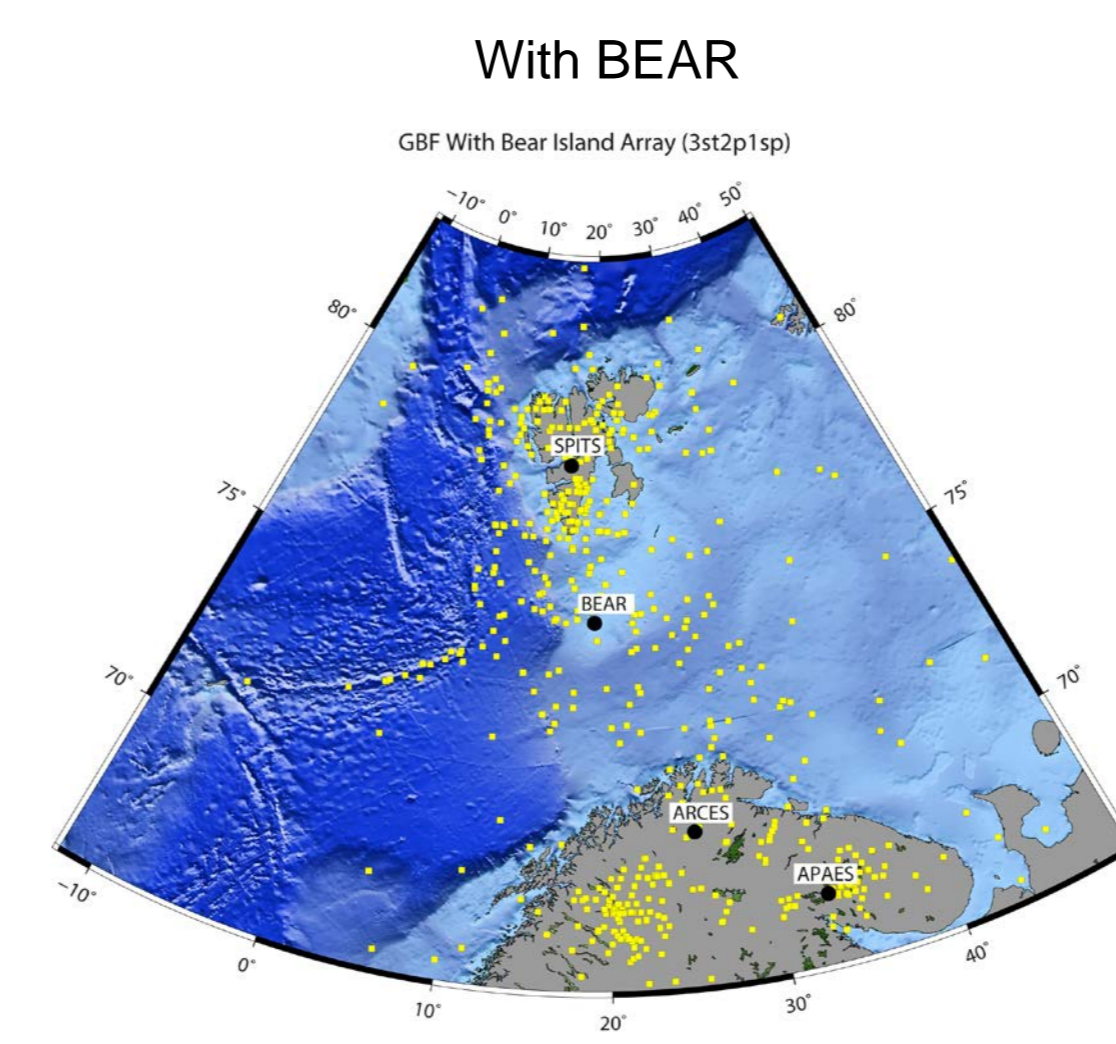 With BEAR
GBF With Bear Island Array (3st2p1sp)
−10° 0° 10° 20° 30° 40° 50°
80° 80°
SPITS
75° 75°
BEAR
70° 70°
ARCES
APAES
−10° 0° 10° 20° 30° 40°